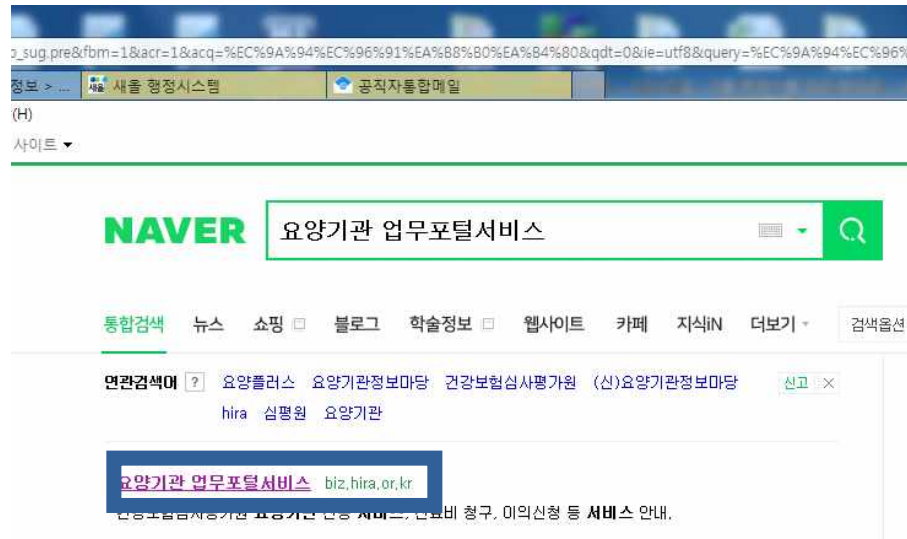 o_sug.pre&fbm=1&acr=1&acq=%EC%9A%94%EC%96%91%EA%B8%B0%EA%B4%80&qdt=0&ie=utf8&query=%EC%9A%94%EC%96%
정보 > ... 새올 행정시스템 공직자통합메일
(H)
사이트
NAVER 요양기관 업무포털서비스
통합검색 뉴스 쇼핑 블로그 학술정보 웹사이트 카페 지식iN 더보기 검색옵션
연관검색어 ? 요양플러스 요양기관정보마당 건강보험심사평가원 (신)요양기관정보마당 신고 ×
hira 심평원 요양기관
요양기관 업무포털서비스 biz.hira.or.kr
건강보험심사평가원 요양기관 전용 서비스, 진료비 청구, 이의신청 등 서비스 안내.